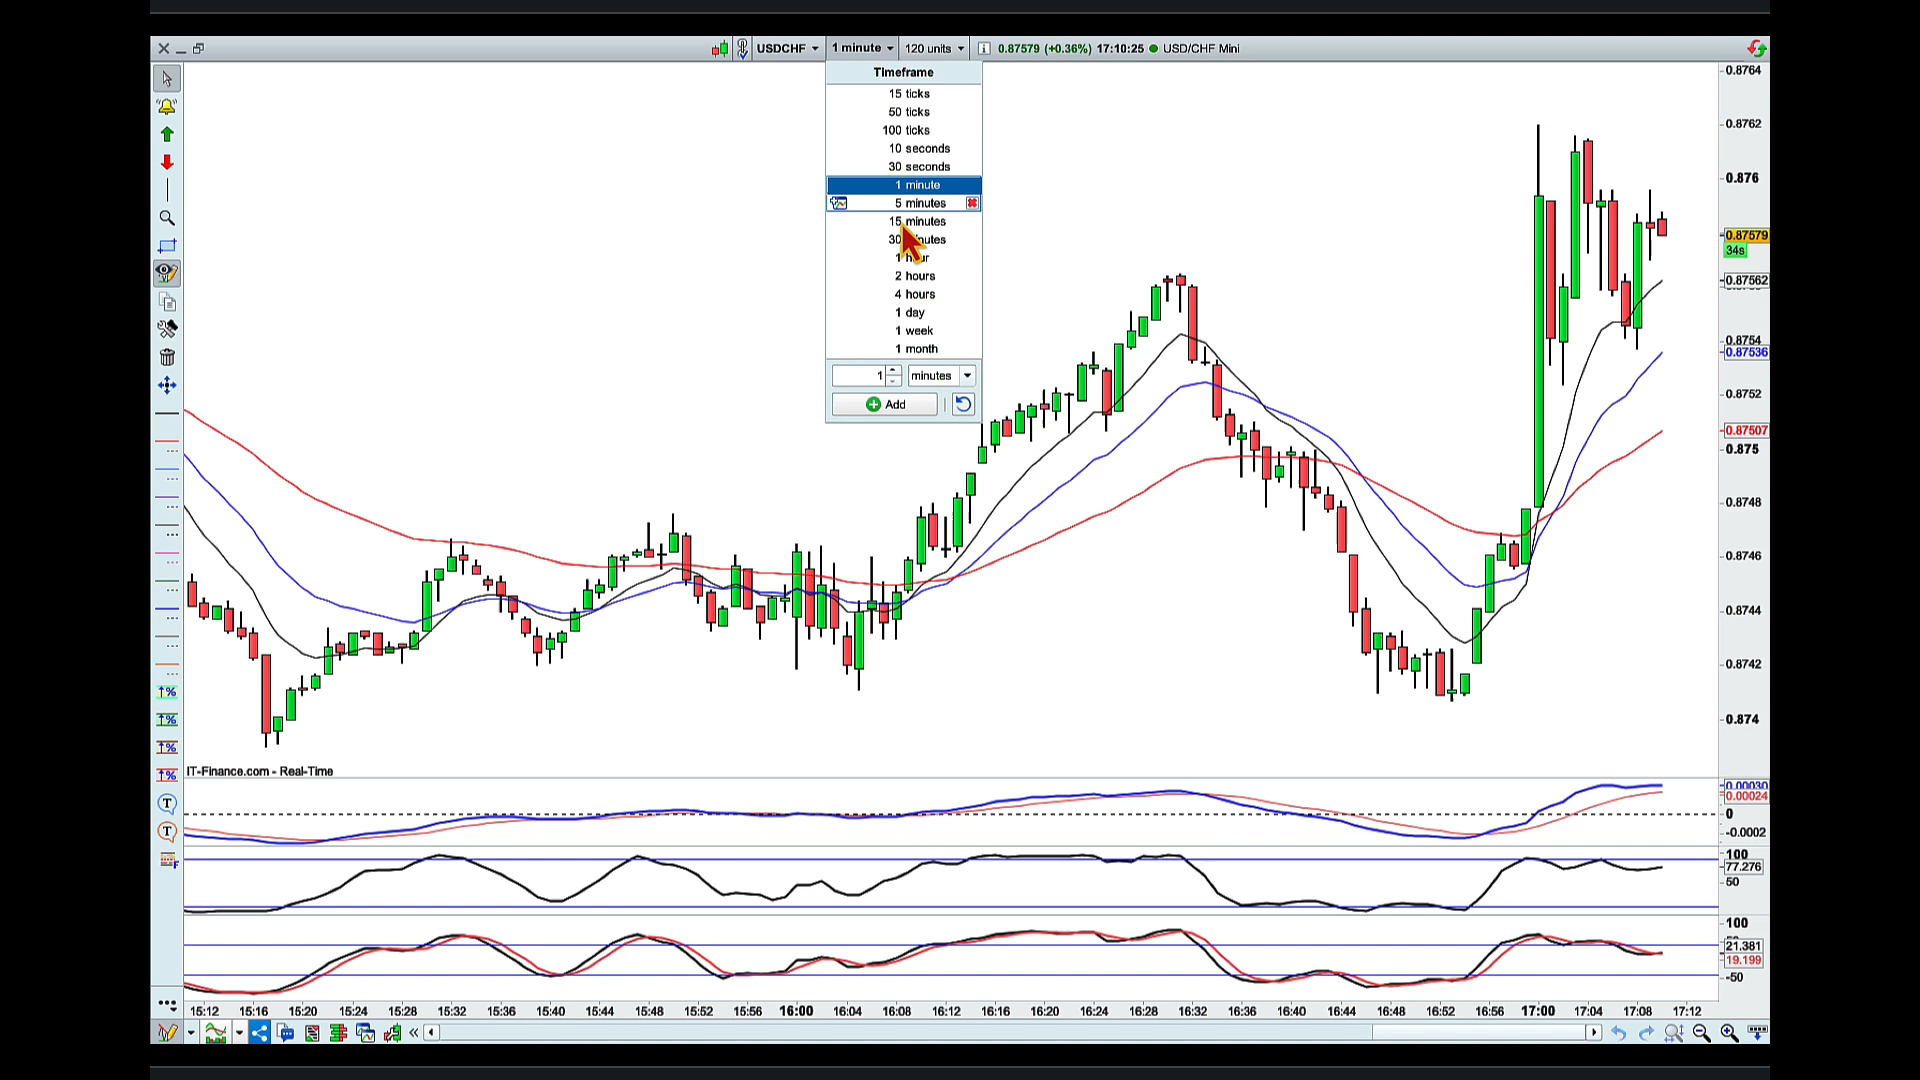 USDCHF 1 minute 120 units i 0.87579 (+0.36%) 17:10:25 USD/CHF Mini
Timeframe
15 ticks
50 ticks
100 ticks
10 seconds
30 seconds
1 minute
5 minutes
15 minutes
1 hour
2 hours
4 hours
1 day
1 week
1 month
1 minutes
Add
0.8764
0.8762
0.876
0.87579
34s
0.87562
0.8754
0.87536
0.8752
0.87507
0.875
0.8748
0.8746
0.8744
0.8742
0.874
IT-Finance.com - Real-Time
0.00030
0.00024
0
-0.0002
100
77.276
50
100
21.381
19.199
-50
15:12 15:16 15:20 15:24 15:28 15:32 15:36 15:40 15:44 15:48 15:52 15:56 16:00 16:04 16:08 16:12 16:16 16:20 16:24 16:28 16:32 16:36 16:40 16:44 16:48 16:52 16:56 17:00 17:04 17:08 17:12